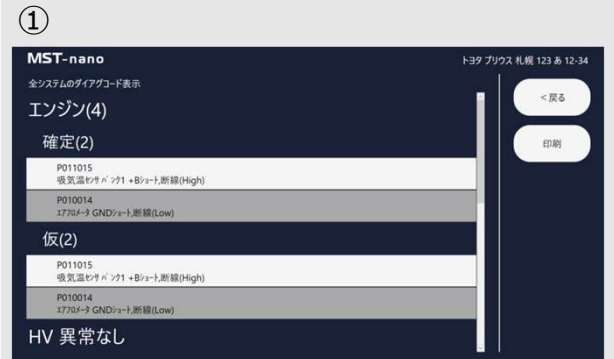 ①
MST-nano
トヨタ プリウス 札幌 123 あ 12-34
全システムのダイアグコード表示
エンジン(4)
確定(2)
P011015
吸気温ｾﾝｻ ﾊﾞﾝｸ1 +Bｼｮｰﾄ,断線(High)
P010014
ｴｱﾌﾛﾒｰﾀ GNDｼｮｰﾄ,断線(Low)
仮(2)
P011015
吸気温ｾﾝｻ ﾊﾞﾝｸ1 +Bｼｮｰﾄ,断線(High)
P010014
ｴｱﾌﾛﾒｰﾀ GNDｼｮｰﾄ,断線(Low)
HV 異常なし
<戻る
印刷